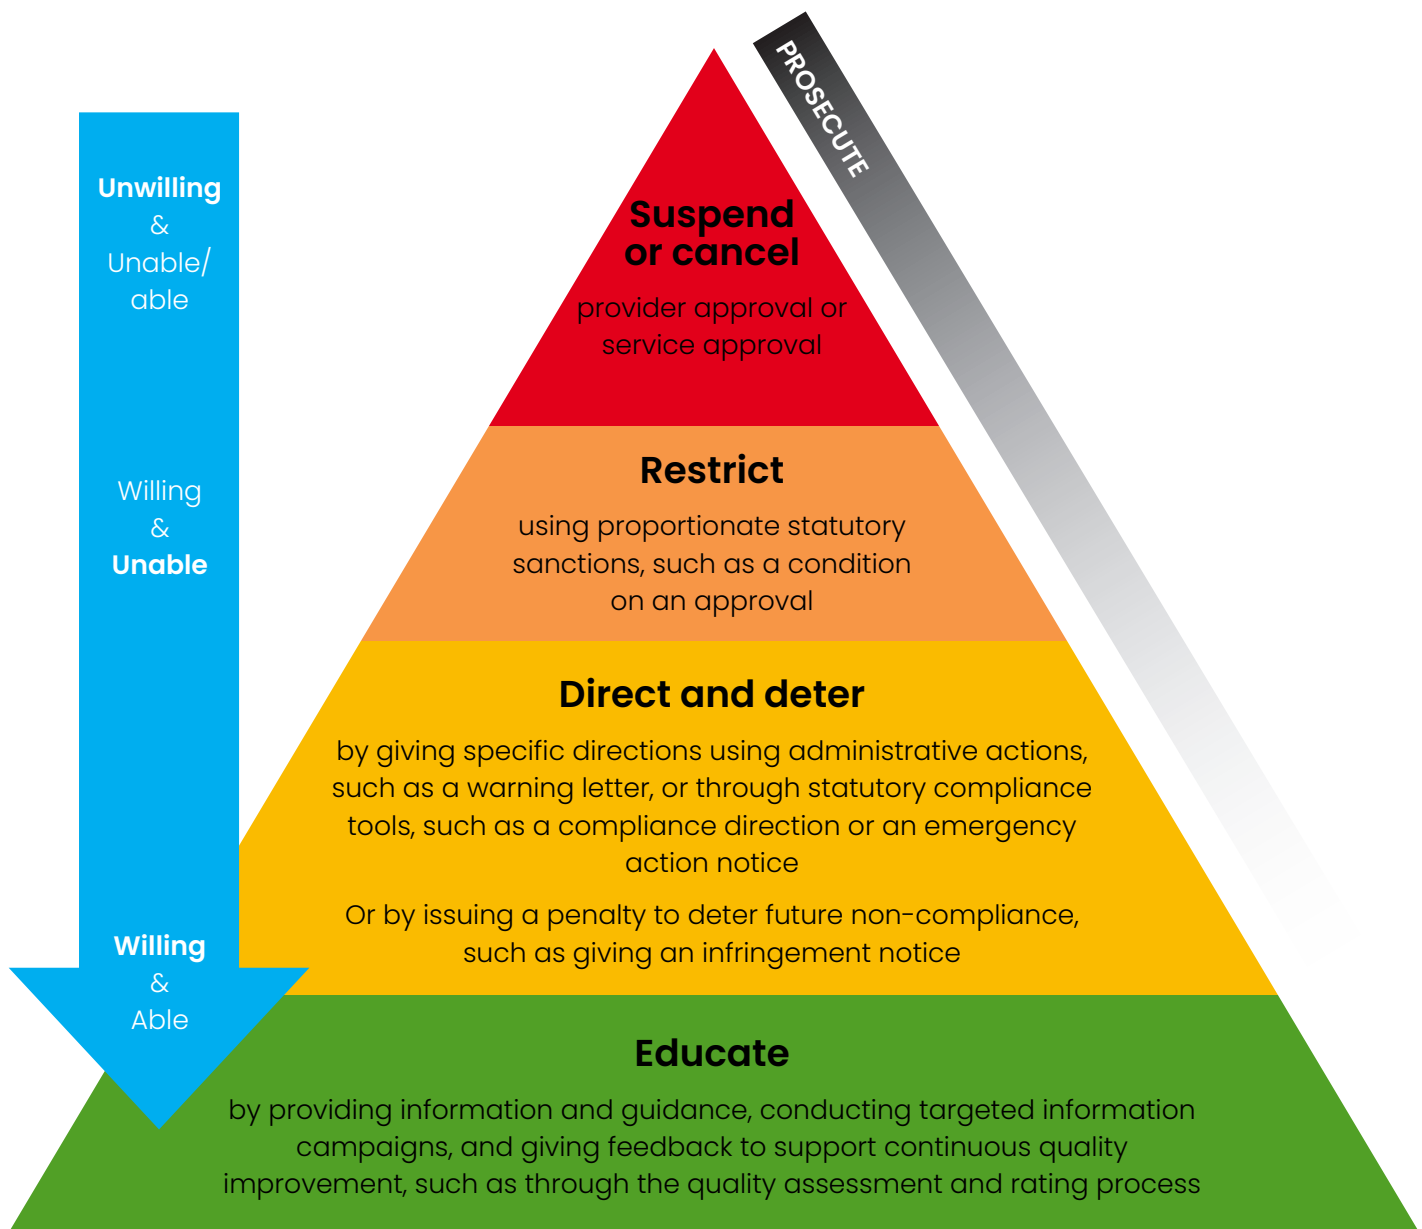 PROSECUTE
Unwilling
&
Unable/
able
Willing
&
Unable
Willing
&
Able
Suspend
or cancel
provider approval or
service approval
Restrict
using proportionate statutory
sanctions, such as a condition
on an approval
Direct and deter
by giving specific directions using administrative actions,
such as a warning letter, or through statutory compliance
tools, such as a compliance direction or an emergency
action notice
Or by issuing a penalty to deter future non-compliance,
such as giving an infringement notice
Educate
by providing information and guidance, conducting targeted information
campaigns, and giving feedback to support continuous quality
improvement, such as through the quality assessment and rating process